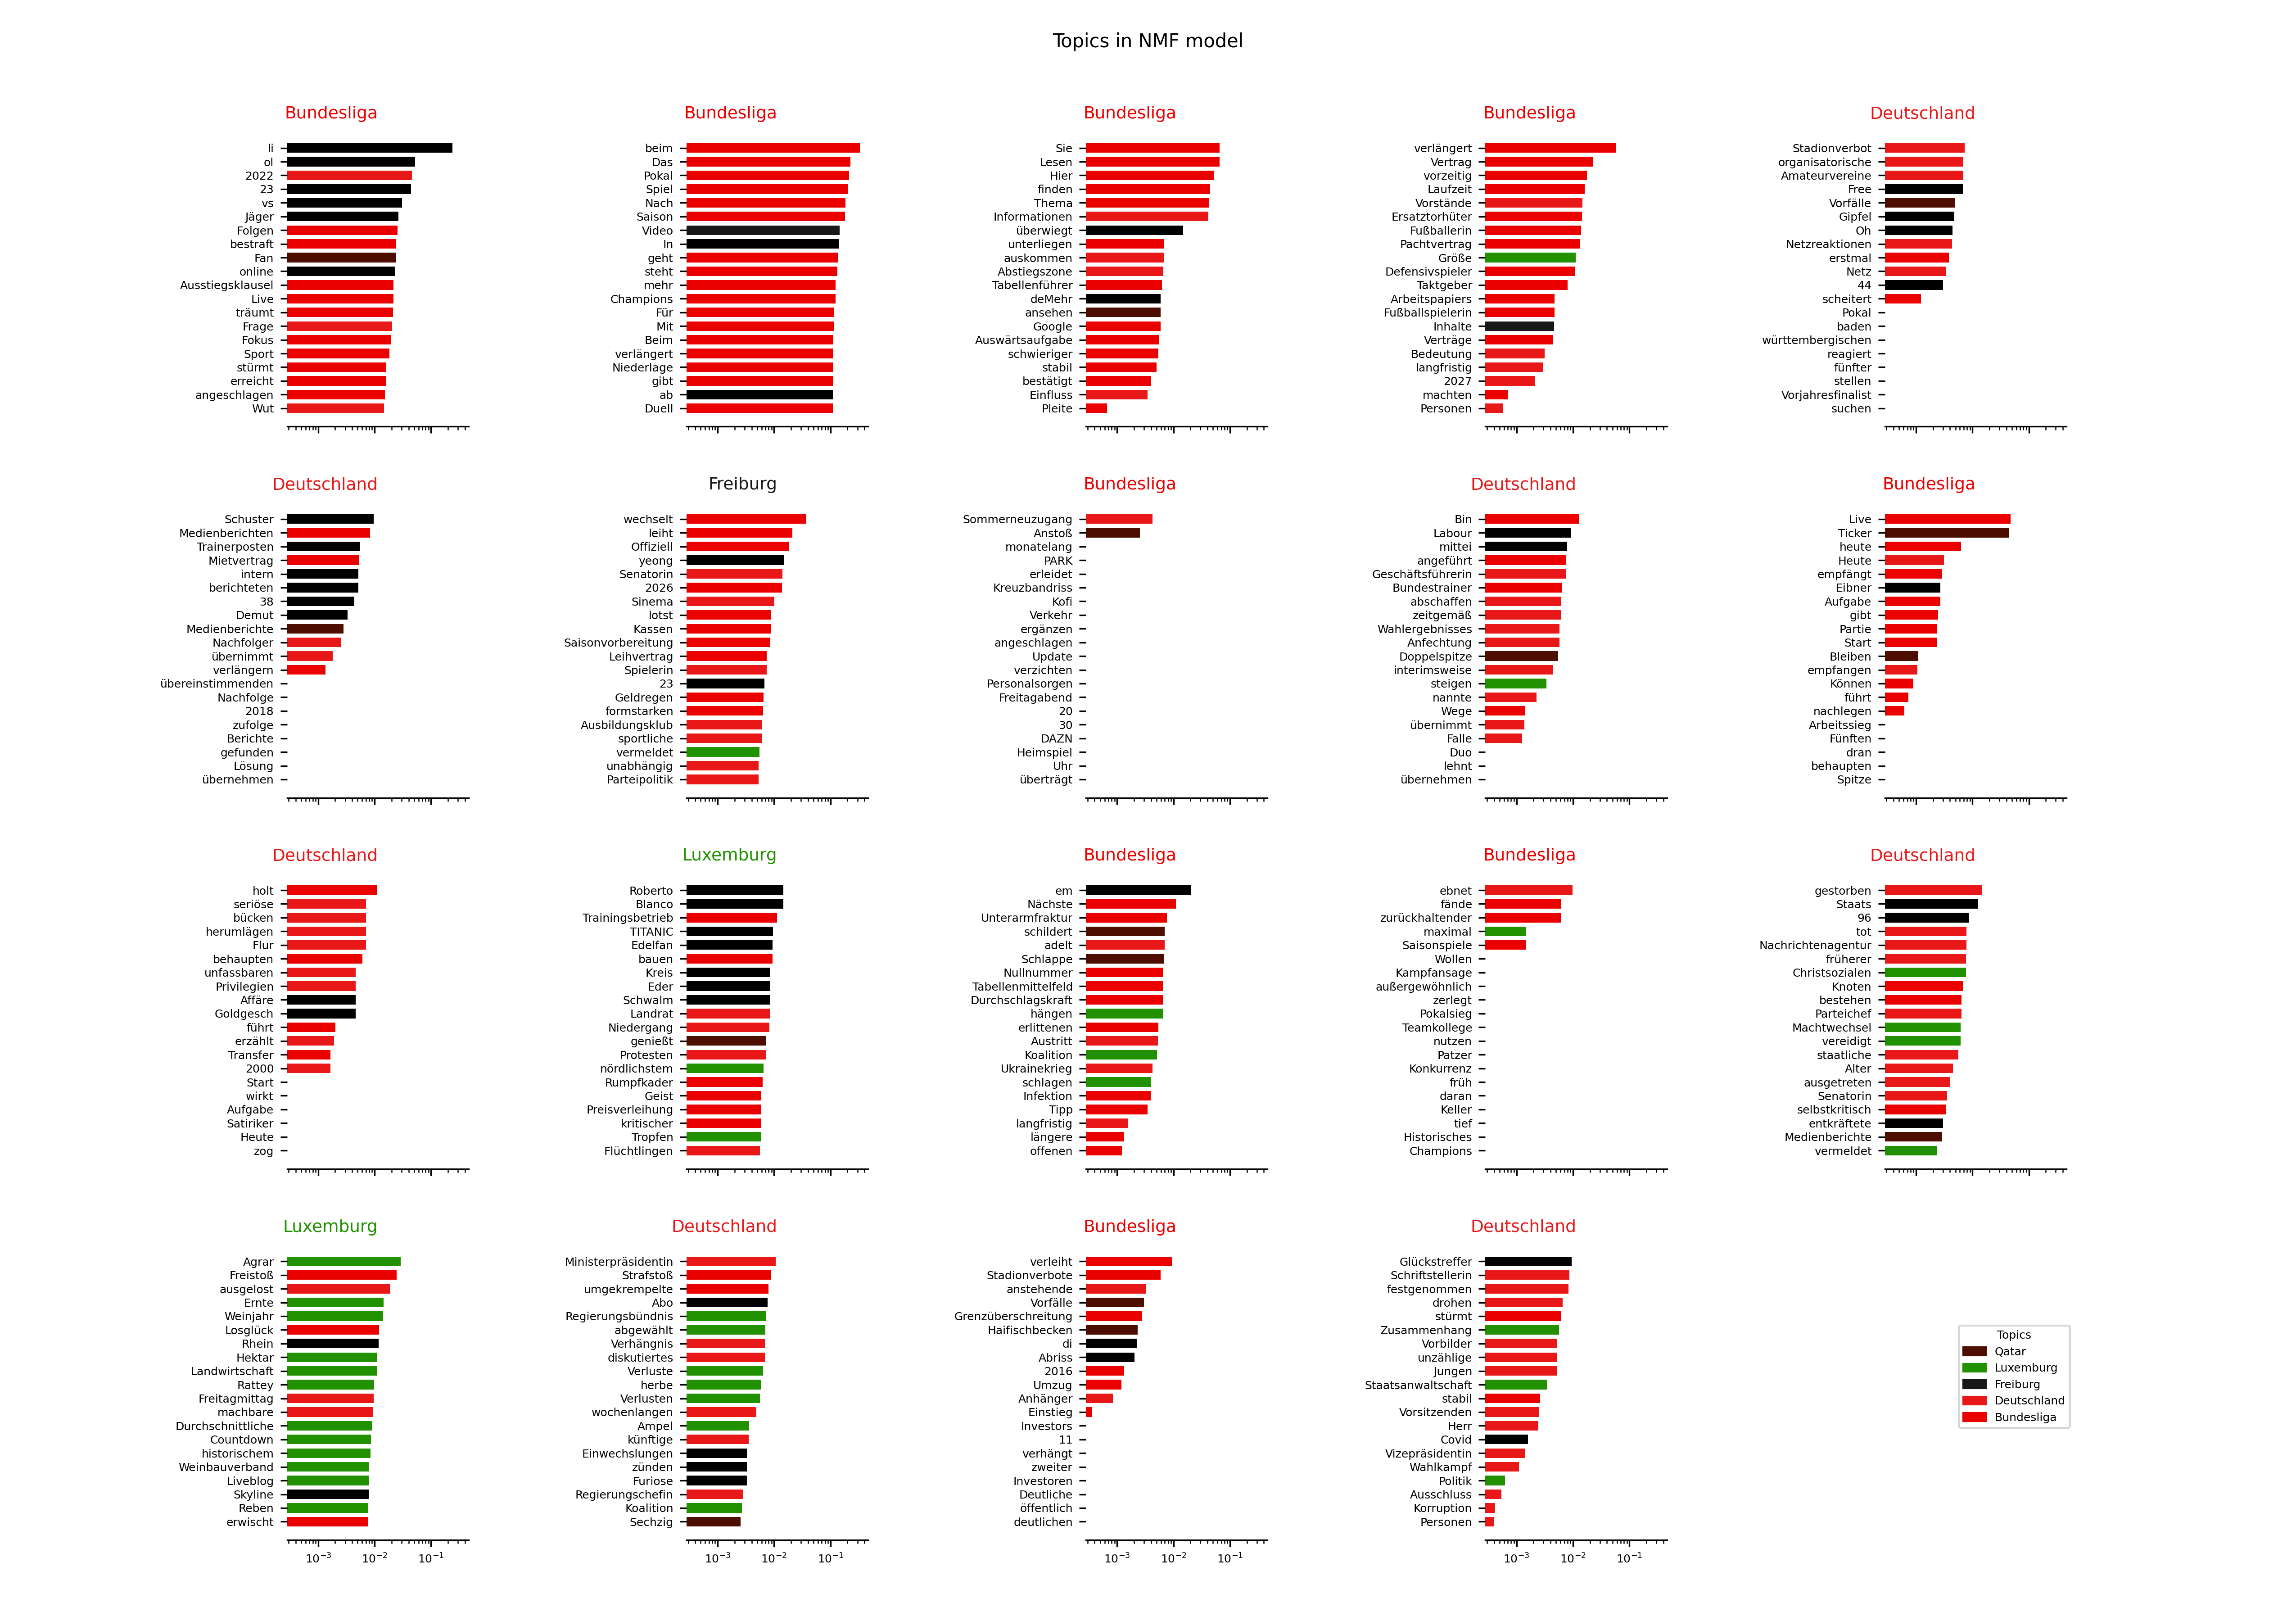 Topics in NMF model
Bundesliga
li
ol
2022
23
vs
Jäger
Folgen
bestraft
Fan
online
Ausstiegsklausel
Live
träumt
Frage
Fokus
Sport
stürmt
erreicht
angeschlagen
Wut
Bundesliga
beim
Das
Pokal
Spiel
Nach
Saison
Video
In
geht
steht
mehr
Champions
Für
Mit
Beim
verlängert
Niederlage
gibt
ab
Duell
Bundesliga
Sie
Lesen
Hier
finden
Thema
Informationen
überwiegt
unterliegen
auskommen
Abstiegszone
Tabellenführer
deMehr
ansehen
Google
Auswärtsaufgabe
schwieriger
stabil
bestätigt
Einfluss
Pleite
Bundesliga
verlängert
Vertrag
vorzeitig
Laufzeit
Vorstände
Ersatztorhüter
Fußballerin
Pachtvertrag
Größe
Defensivspieler
Taktgeber
Arbeitspapiers
Fußballspielerin
Inhalte
Verträge
Bedeutung
langfristig
2027
machten
Personen
Deutschland
Stadionverbot
organisatorische
Amateurvereine
Free
Vorfälle
Gipfel
Oh
Netzreaktionen
erstmal
Netz
44
scheitert
Pokal
baden
württembergischen
reagiert
fünfter
stellen
Vorjahresfinalist
suchen
Deutschland
Schuster
Medienberichten
Trainerposten
Mietvertrag
intern
berichteten
38
Demut
Medienberichte
Nachfolger
übernimmt
verlängern
übereinstimmenden
Nachfolge
2018
zufolge
Berichte
gefunden
Lösung
übernehmen
Freiburg
wechselt
leiht
Offiziell
yeong
Senatorin
2026
Sinema
lotst
Kassen
Saisonvorbereitung
Leihvertrag
Spielerin
23
Geldregen
formstarken
Ausbildungsklub
sportliche
vermeldet
unabhängig
Parteipolitik
Bundesliga
Sommerneuzugang
Anstoß
monatelang
PARK
erleidet
Kreuzbandriss
Kofi
Verkehr
ergänzen
angeschlagen
Update
verzichten
Personalsorgen
Freitagabend
20
30
DAZN
Heimspiel
Uhr
überträgt
Deutschland
Bin
Labour
mittei
angeführt
Geschäftsführerin
Bundestrainer
abschaffen
zeitgemäß
Wahlergebnisses
Anfechtung
Doppelspitze
interimsweise
steigen
nannte
Wege
übernimmt
Falle
Duo
lehnt
übernehmen
Bundesliga
Live
Ticker
heute
Heute
empfängt
Eibner
Aufgabe
gibt
Partie
Start
Bleiben
empfangen
Können
führt
nachlegen
Arbeitssieg
Fünften
dran
behaupten
Spitze
Deutschland
holt
seriöse
bücken
herumlägen
Flur
behaupten
unfassbaren
Privilegien
Affäre
Goldgesch
führt
erzählt
Transfer
2000
Start
wirkt
Aufgabe
Satiriker
Heute
zog
Luxemburg
Roberto
Blanco
Trainingsbetrieb
TITANIC
Edelfan
bauen
Kreis
Eder
Schwalm
Landrat
Niedergang
genießt
Protesten
nördlichstem
Rumpfkader
Geist
Preisverleihung
kritischer
Tropfen
Flüchtlingen
Bundesliga
em
Nächste
Unterarmfraktur
schildert
adelt
Schlappe
Nullnummer
Tabellenmittelfeld
Durchschlagskraft
hängen
erlittenen
Austritt
Koalition
Ukrainekrieg
schlagen
Infektion
Tipp
langfristig
längere
offenen
Bundesliga
ebnet
fände
zurückhaltender
maximal
Saisonspiele
Wollen
Kampfansage
außergewöhnlich
zerlegt
Pokalsieg
Teamkollege
nutzen
Patzer
Konkurrenz
früh
daran
Keller
tief
Historisches
Champions
Deutschland
gestorben
Staats
96
tot
Nachrichtenagentur
früherer
Christsozialen
Knoten
bestehen
Parteichef
Machtwechsel
vereidigt
staatliche
Alter
ausgetreten
Senatorin
selbstkritisch
entkräftete
Medienberichte
vermeldet
Luxemburg
Agrar
Freistoß
ausgelost
Ernte
Weinjahr
Losglück
Rhein
Hektar
Landwirtschaft
Rattey
Freitagmittag
machbare
Durchschnittliche
Countdown
historischem
Weinbauverband
Liveblog
Skyline
Reben
erwischt
10⁻³ 10⁻² 10⁻¹
Deutschland
Ministerpräsidentin
Strafstoß
umgekrempelte
Abo
Regierungsbündnis
abgewählt
Verhängnis
diskutiertes
Verluste
herbe
Verlusten
wochenlangen
Ampel
künftige
Einwechslungen
zünden
Furiose
Regierungschefin
Koalition
Sechzig
10⁻³ 10⁻² 10⁻¹
Bundesliga
verleiht
Stadionverbote
anstehende
Vorfälle
Grenzüberschreitung
Haifischbecken
di
Abriss
2016
Umzug
Anhänger
Einstieg
Investors
11
verhängt
zweiter
Investoren
Deutliche
öffentlich
deutlichen
10⁻³ 10⁻² 10⁻¹
Deutschland
Glückstreffer
Schriftstellerin
festgenommen
drohen
stürmt
Zusammenhang
Vorbilder
unzählige
Jungen
Staatsanwaltschaft
stabil
Vorsitzenden
Herr
Covid
Vizepräsidentin
Wahlkampf
Politik
Ausschluss
Korruption
Personen
10⁻³ 10⁻² 10⁻¹
Topics
Qatar
Luxemburg
Freiburg
Deutschland
Bundesliga